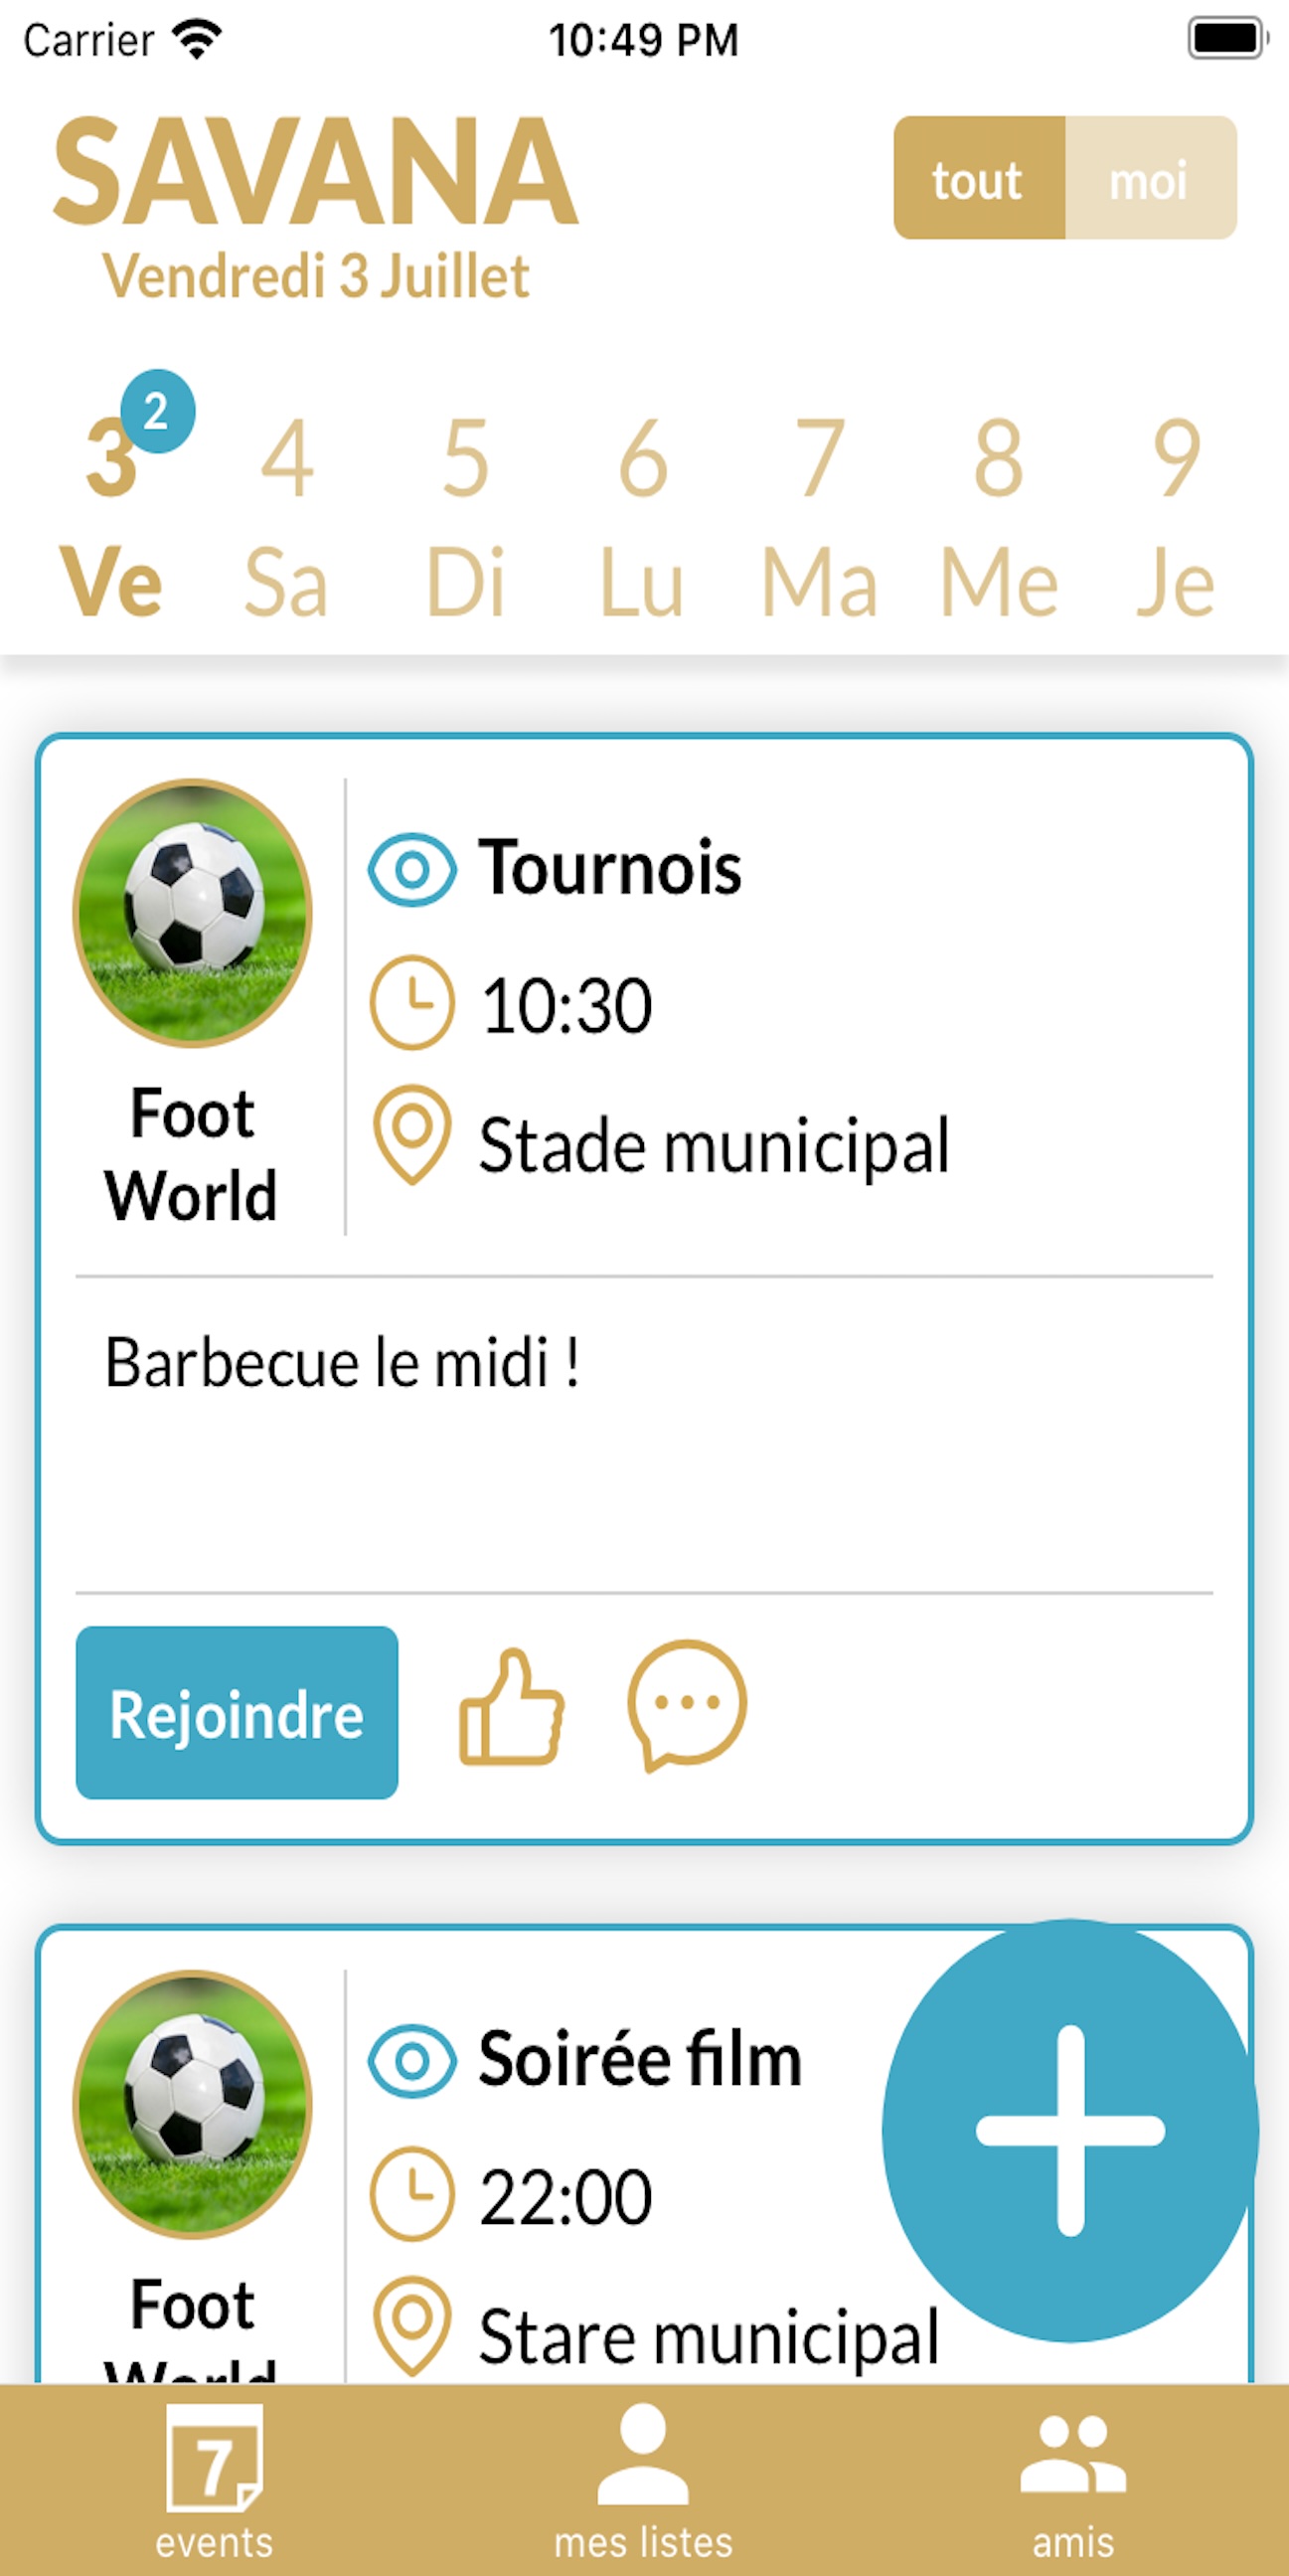 Carrier 10:49 PM
SAVANA
tout moi
Vendredi 3 Juillet
2
3 4 5 6 7 8 9
Ve Sa Di Lu Ma Me Je
Tournois
10:30
Stade municipal
Foot
World
Barbecue le midi !
Rejoindre
Soirée film
22:00
Stare municipal
Foot
World
7
events mes listes amis